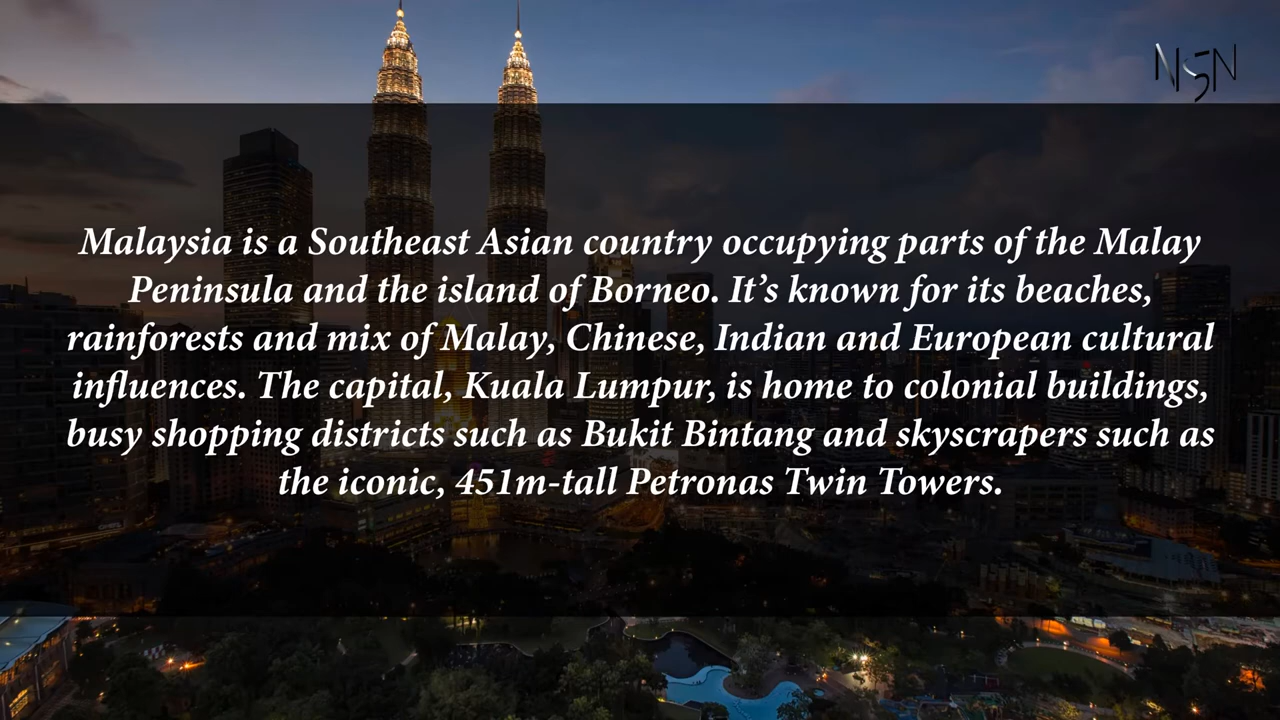 NSN
Malaysia is a Southeast Asian country occupying parts of the Malay
Peninsula and the island of Borneo. It’s known for its beaches,
rainforests and mix of Malay, Chinese, Indian and European cultural
influences. The capital, Kuala Lumpur, is home to colonial buildings,
busy shopping districts such as Bukit Bintang and skyscrapers such as
the iconic, 451m-tall Petronas Twin Towers.